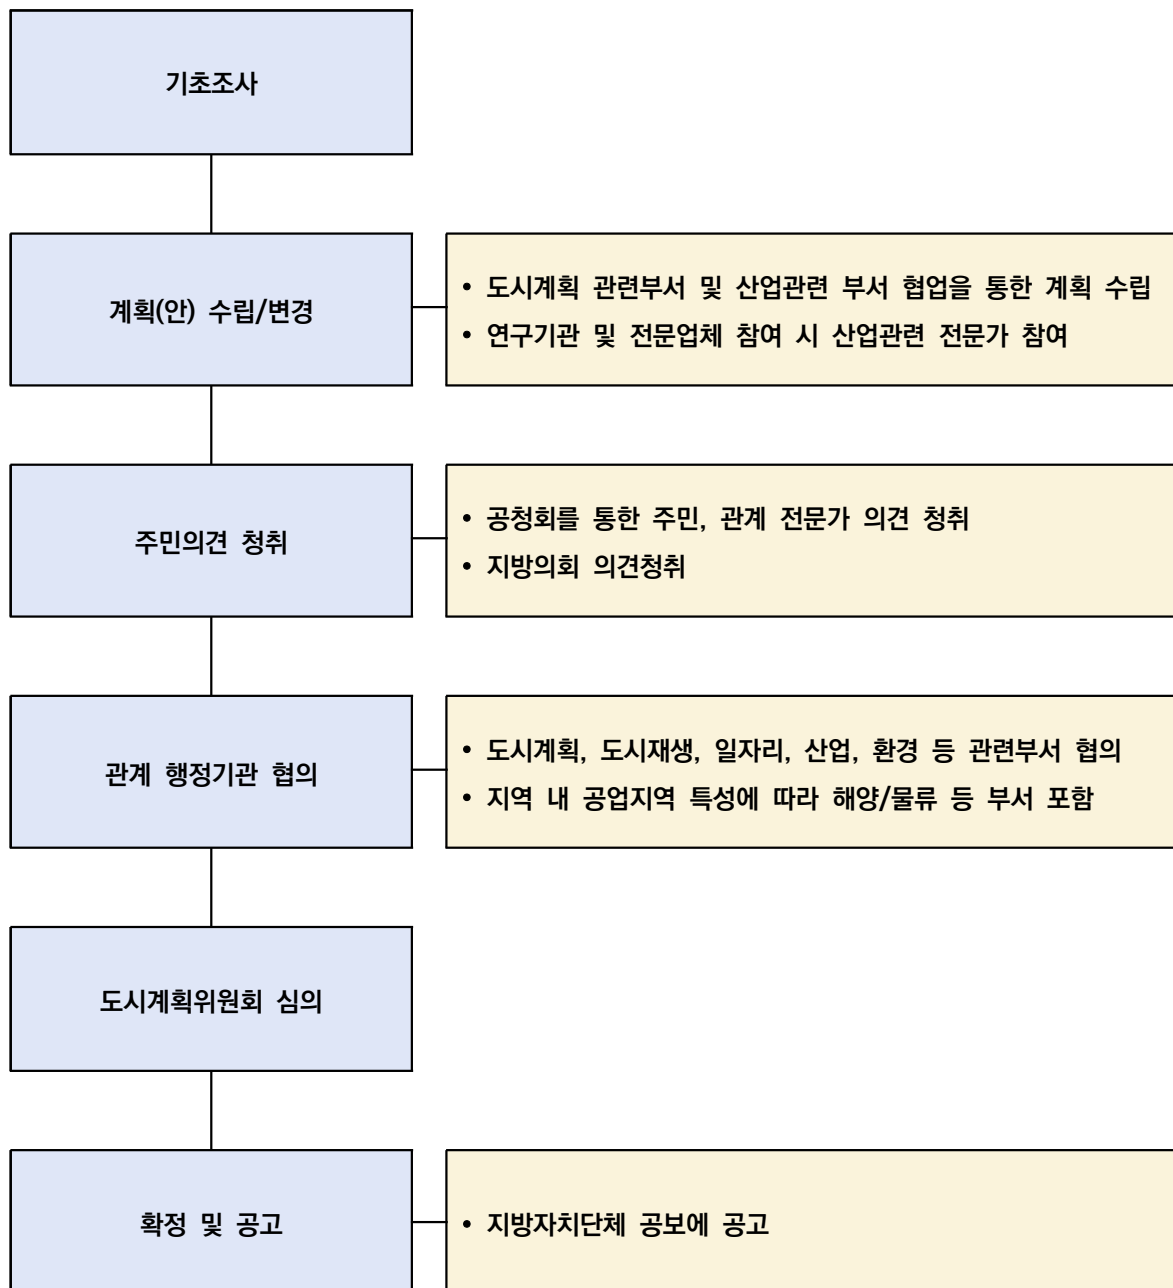 기초조사
계획(안) 수립/변경
• 도시계획 관련부서 및 산업관련 부서 협업을 통한 계획 수립
• 연구기관 및 전문업체 참여 시 산업관련 전문가 참여
주민의견 청취
• 공청회를 통한 주민, 관계 전문가 의견 청취
• 지방의회 의견청취
관계 행정기관 협의
• 도시계획, 도시재생, 일자리, 산업, 환경 등 관련부서 협의
• 지역 내 공업지역 특성에 따라 해양/물류 등 부서 포함
도시계획위원회 심의
확정 및 공고
• 지방자치단체 공보에 공고